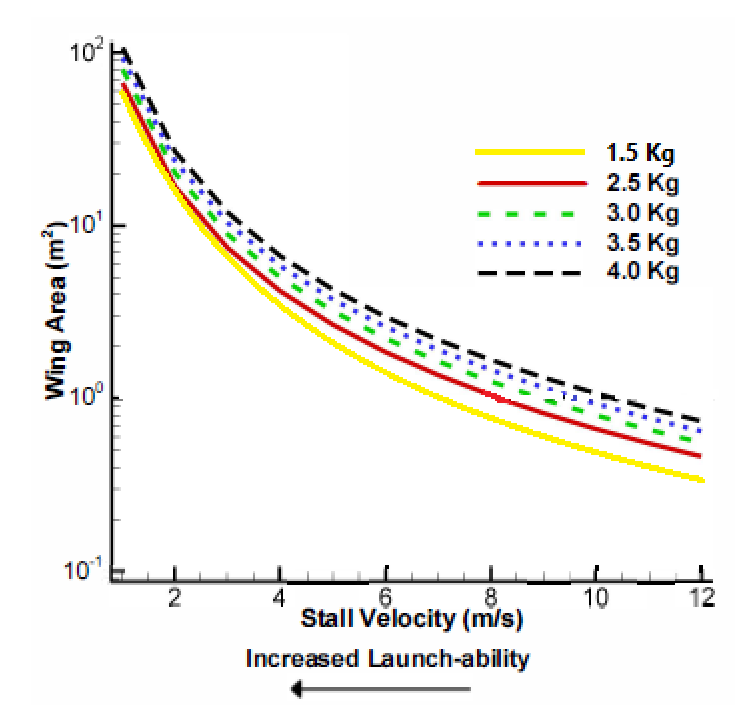 10²
10¹
10⁰
10⁻¹
Wing Area (m²)
1.5 Kg
2.5 Kg
3.0 Kg
3.5 Kg
4.0 Kg
2 4 6 8 10 12
Stall Velocity (m/s)
Increased Launch-ability